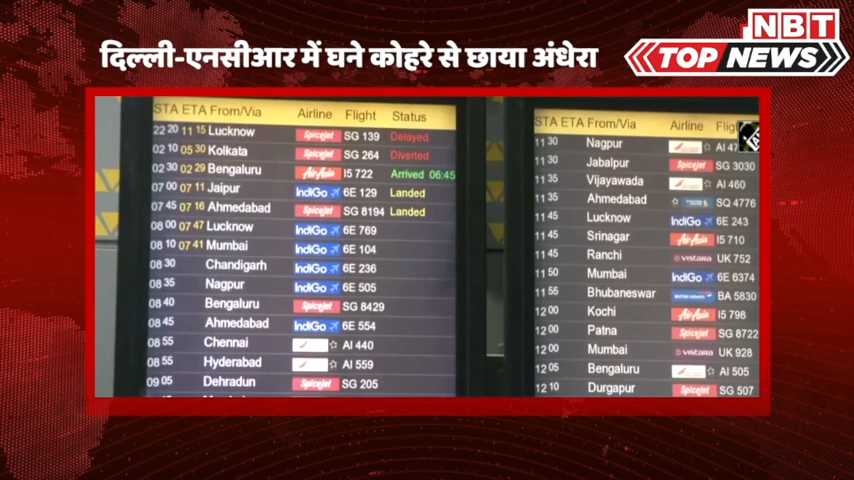 दिल्ली-एनसीआर में घने कोहरे से छाया अंधेरा
NBT
TOP NEWS
STA ETA From/Via Airline Flight Status
22 20 11 15 Lucknow Spicejet SG 139 Delayed
02 10 05 30 Kolkata Spicejet SG 264 Diverted
02 30 02 29 Bengaluru AirAsia I5 722 Arrived 06:45
07 00 07 11 Jaipur IndiGo 6E 129 Landed
07 45 07 16 Ahmedabad Spicejet SG 8194 Landed
08 00 07 47 Lucknow IndiGo 6E 769
08 10 07 41 Mumbai IndiGo 6E 104
08 30 Chandigarh IndiGo 6E 236
08 35 Nagpur IndiGo 6E 505
08 40 Bengaluru Spicejet SG 8429
08 45 Ahmedabad IndiGo 6E 554
08 55 Chennai AI 440
08 55 Hyderabad AI 559
09 05 Dehradun Spicejet SG 205
STA ETA From/Via Airline
11 30 Nagpur AI
11 30 Jabalpur Spicejet SG 3030
11 35 Vijayawada AI 460
11 35 Ahmedabad SQ 4776
11 45 Lucknow IndiGo 6E 243
11 45 Srinagar AirAsia I5 710
11 45 Ranchi vistara UK 752
11 50 Mumbai IndiGo 6E 6374
11 55 Bhubaneswar BA 5830
12 00 Kochi AirAsia I5 798
12 00 Patna Spicejet SG 8722
12 00 Mumbai vistara UK 928
12 05 Bengaluru AI 505
12 10 Durgapur Spicejet SG 507